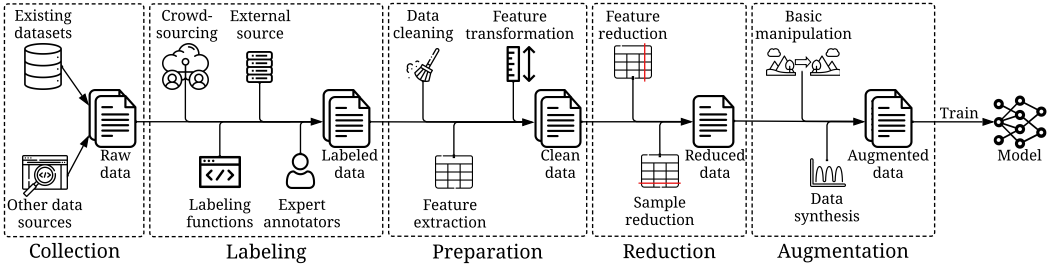 Existing
datasets
Raw
data
Other data
sources
Collection
Crowd-
sourcing
External
source
Labeling
functions
Expert
annotators
Labeled
data
Labeling
Data
cleaning
Feature
transformation
Feature
extraction
Clean
data
Preparation
Feature
reduction
Sample
reduction
Reduced
data
Reduction
Basic
manipulation
Data
synthesis
Augmented
data
Augmentation
Train
Model